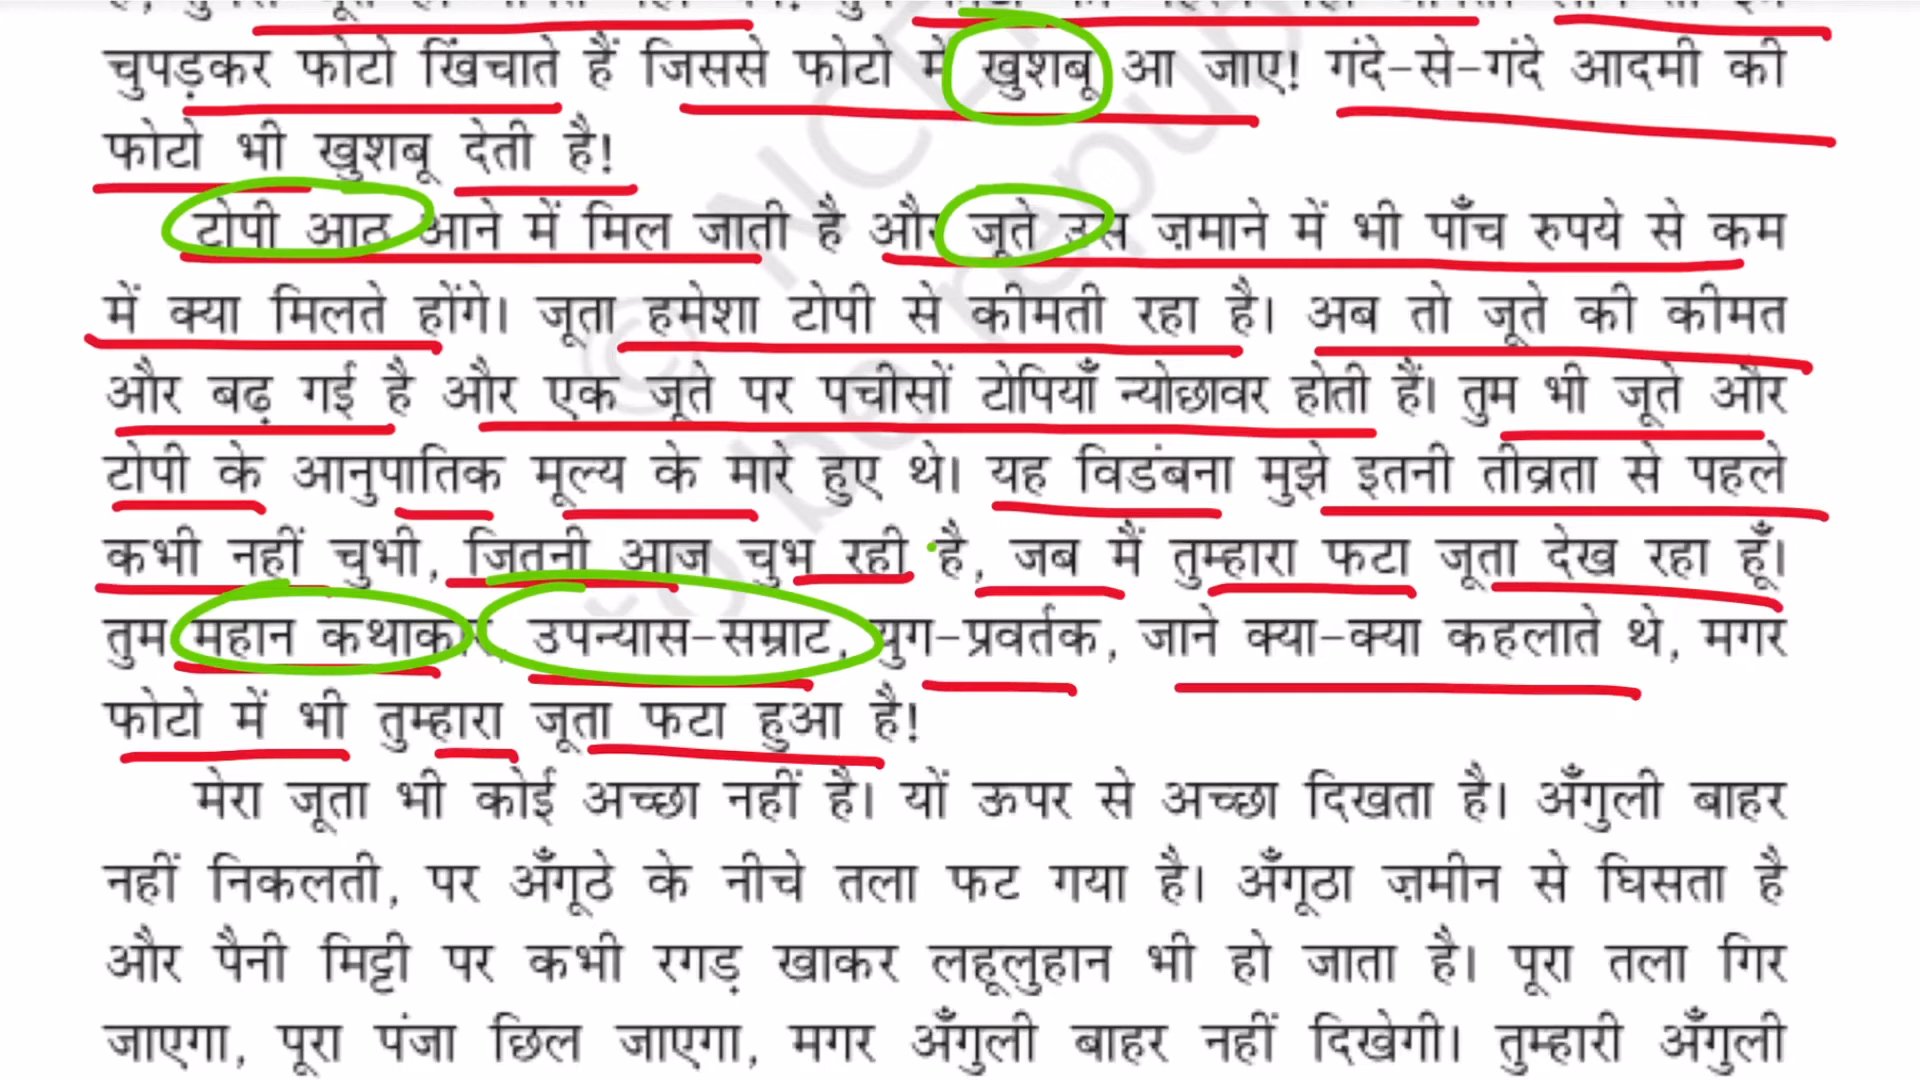 चुपड़कर फोटो खिंचाते हैं जिससे फोटो में खुशबू आ जाए! गंदे-से-गंदे आदमी की
फोटो भी खुशबू देती है!
टोपी आठ आने में मिल जाती है और जूते उस ज़माने में भी पाँच रुपये से कम
में क्या मिलते होंगे। जूता हमेशा टोपी से कीमती रहा है। अब तो जूते की कीमत
और बढ़ गई है और एक जूते पर पचीसों टोपियाँ न्योछावर होती हैं। तुम भी जूते और
टोपी के आनुपातिक मूल्य के मारे हुए थे। यह विडंबना मुझे इतनी तीव्रता से पहले
कभी नहीं चुभी, जितनी आज चुभ रही है, जब मैं तुम्हारा फटा जूता देख रहा हूँ।
तुम महान कथाकार, उपन्यास-सम्राट, युग-प्रवर्तक, जाने क्या-क्या कहलाते थे, मगर
फोटो में भी तुम्हारा जूता फटा हुआ है!
मेरा जूता भी कोई अच्छा नहीं है। यों ऊपर से अच्छा दिखता है। अँगुली बाहर
नहीं निकलती, पर अँगूठे के नीचे तला फट गया है। अँगूठा ज़मीन से घिसता है
और पैनी मिट्टी पर कभी रगड़ खाकर लहूलुहान भी हो जाता है। पूरा तला गिर
जाएगा, पूरा पंजा छिल जाएगा, मगर अँगुली बाहर नहीं दिखेगी। तुम्हारी अँगुली